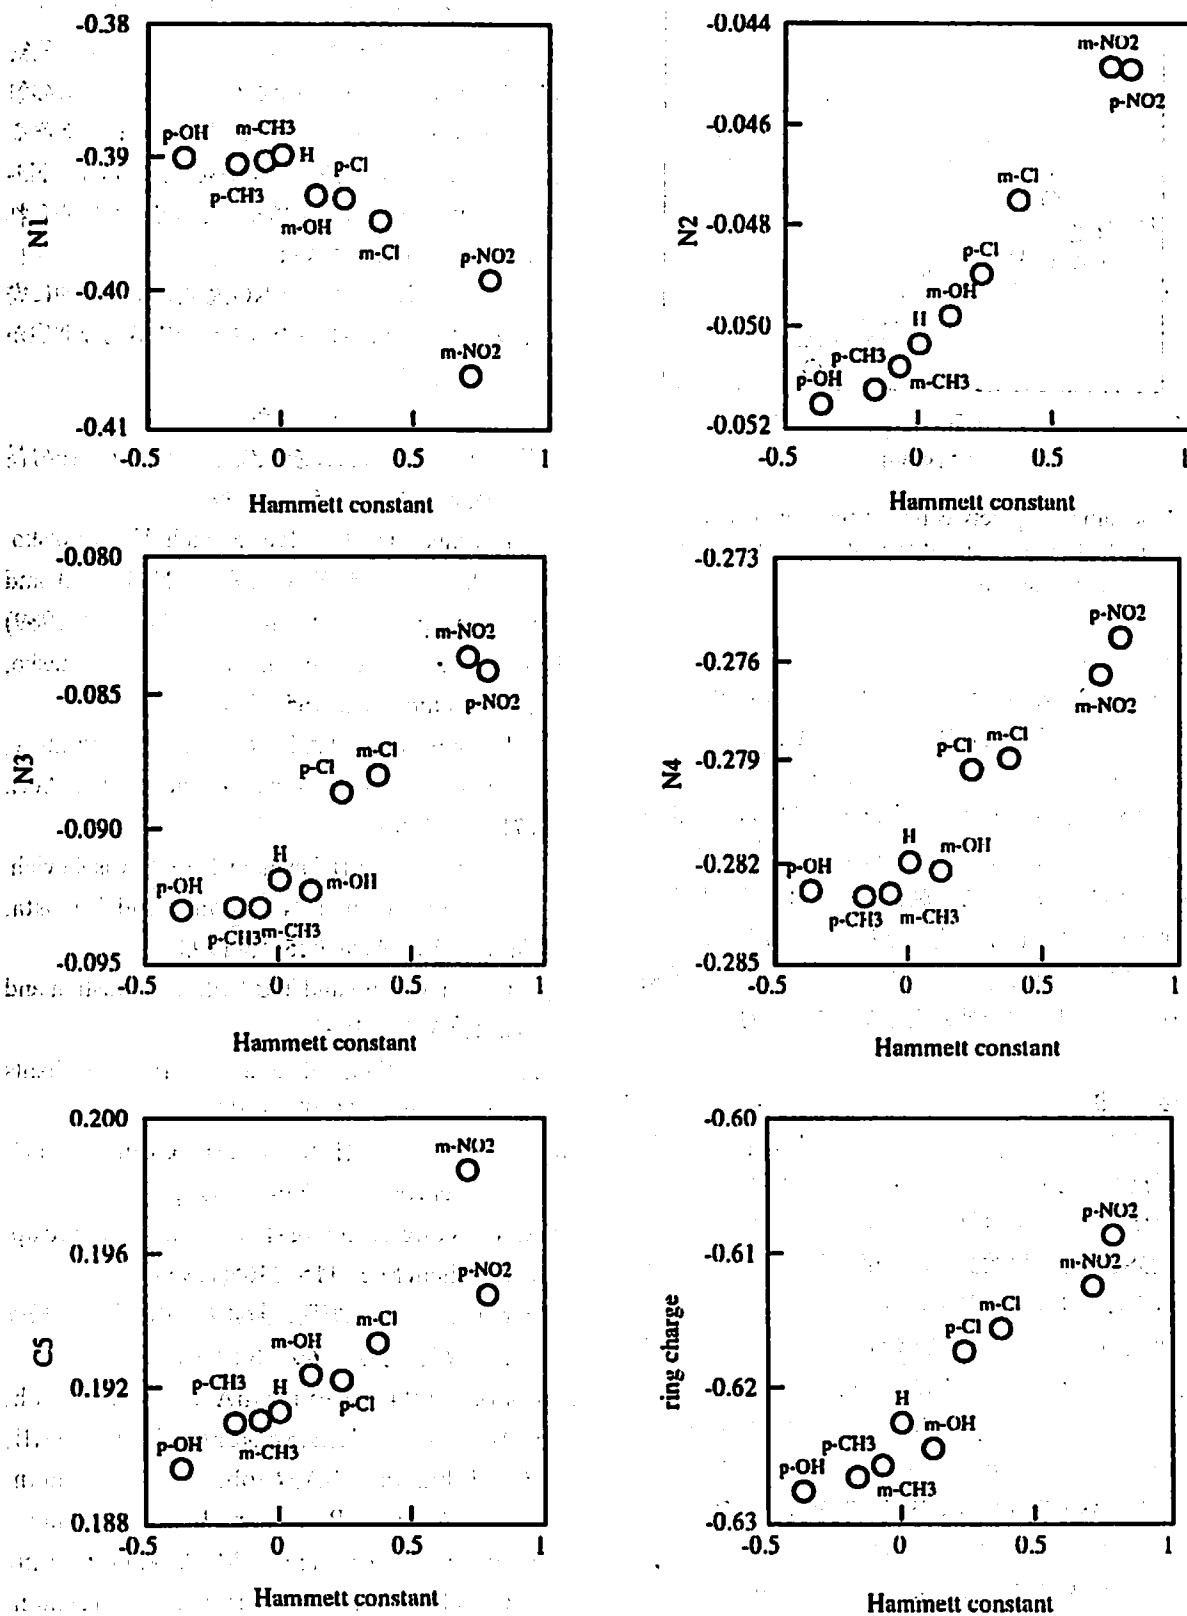 -0.38
-0.39
-0.40
-0.41
N1
p-OH
m-CH3
H
p-CH3
p-Cl
m-OH
m-Cl
p-NO2
m-NO2
-0.5
0
0.5
1
Hammett constant
-0.044
-0.046
-0.048
-0.050
-0.052
N2
m-NO2
p-NO2
m-Cl
p-Cl
m-OH
H
p-CH3
p-OH
m-CH3
-0.5
0
0.5
1
Hammett constant
-0.080
-0.085
-0.090
-0.095
N3
m-NO2
p-NO2
m-Cl
p-Cl
H
p-OH
m-OH
p-CH3
m-CH3
-0.5
0
0.5
1
Hammett constant
-0.273
-0.276
-0.279
-0.282
-0.285
N4
p-NO2
m-NO2
m-Cl
p-Cl
H
m-OH
p-OH
p-CH3
m-CH3
-0.5
0
0.5
1
Hammett constant
0.200
0.196
0.192
0.188
C5
m-NO2
p-NO2
m-Cl
m-OH
p-CH3
H
p-Cl
p-OH
m-CH3
-0.5
0
0.5
1
Hammett constant
-0.60
-0.61
-0.62
-0.63
ring charge
p-NO2
m-NO2
m-Cl
p-Cl
H
p-CH3
m-OH
p-OH
m-CH3
-0.5
0
0.5
1
Hammett constant